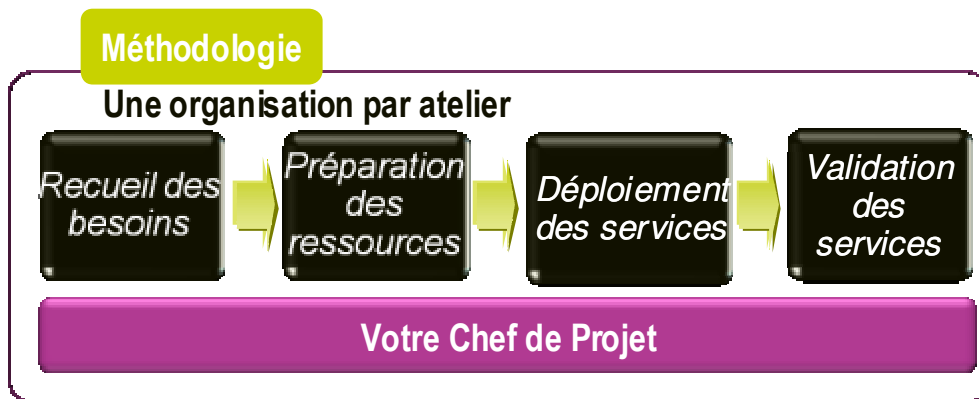 Méthodologie
Une organisation par atelier
Recueil des
besoins
Préparation
des
ressources
Déploiement
des services
Validation
des
services
Votre Chef de Projet